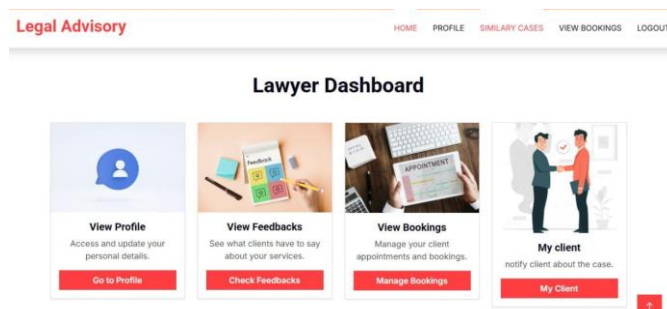 Legal Advisory
HOME PROFILE SIMILARY CASES VIEW BOOKINGS LOGOUT
Lawyer Dashboard
Feedback
APPOINTMENT
View Profile
Access and update your
personal details.
Go to Profile
View Feedbacks
See what clients have to say
about your services.
Check Feedbacks
View Bookings
Manage your client
appointments and bookings.
Manage Bookings
My client
notify client about the case.
My Client